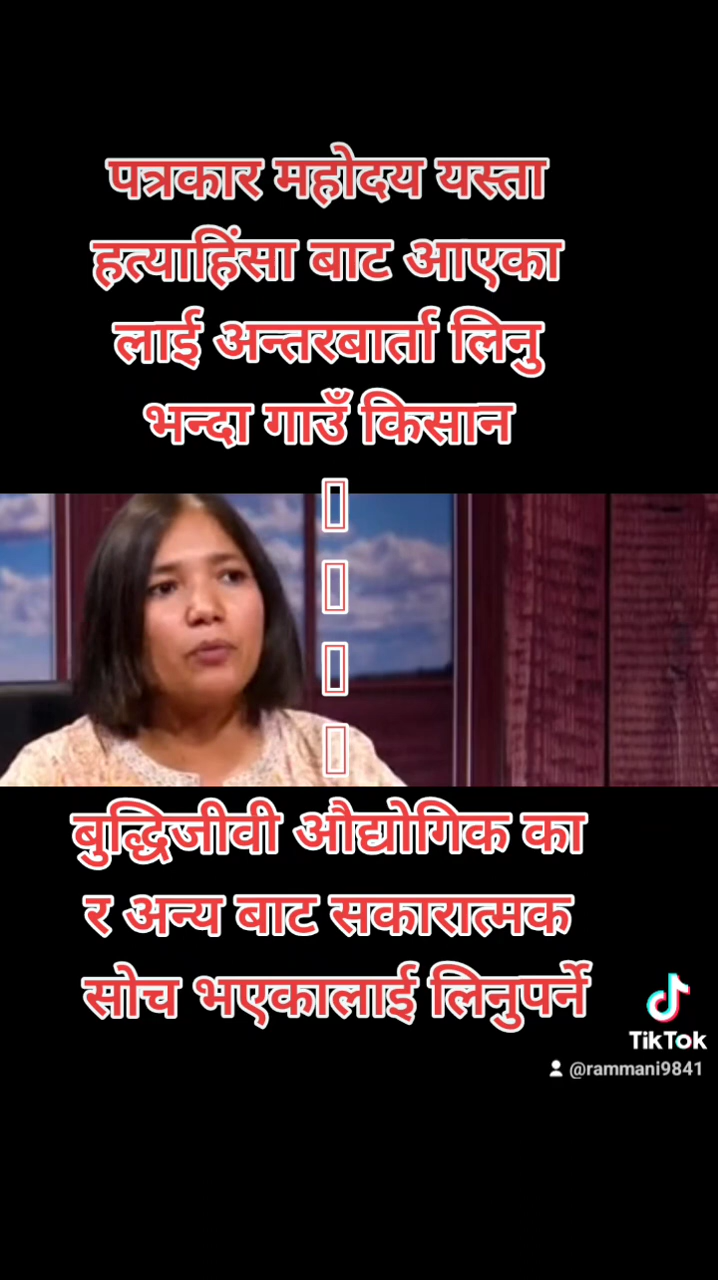 पत्रकार महोदय यस्ता
हत्याहिंसा बाट आएका
लाई अन्तरबार्ता लिनु
भन्दा गाउँ किसान
बुद्धिजीवी औद्योगिक का
र अन्य बाट सकारात्मक
सोच भएकालाई लिनुपर्ने
TikTok
@rammani9841